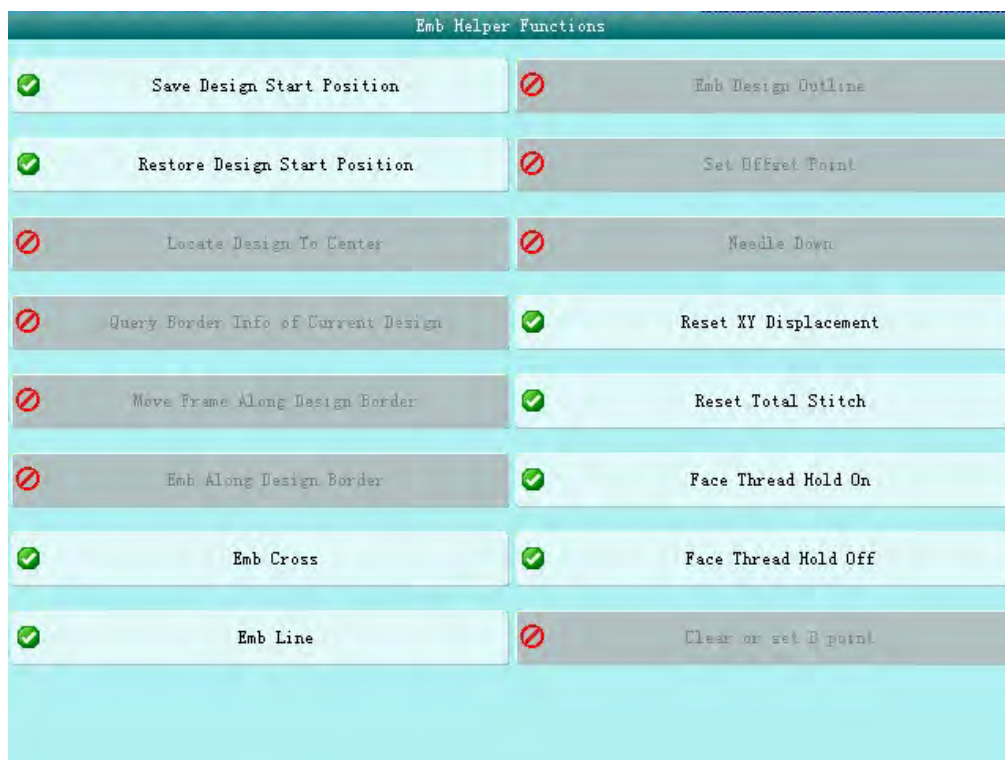 Emb Helper Functions
Save Design Start Position
Emb Design Outline
Restore Design Start Position
Set Offset Point
Locate Design To Center
Needle Down
Query Border Info of Current Design
Reset XY Displacement
Move Frame Along Design Border
Reset Total Stitch
Emb Along Design Border
Face Thread Hold On
Emb Cross
Face Thread Hold Off
Emb Line
Clear or set B point